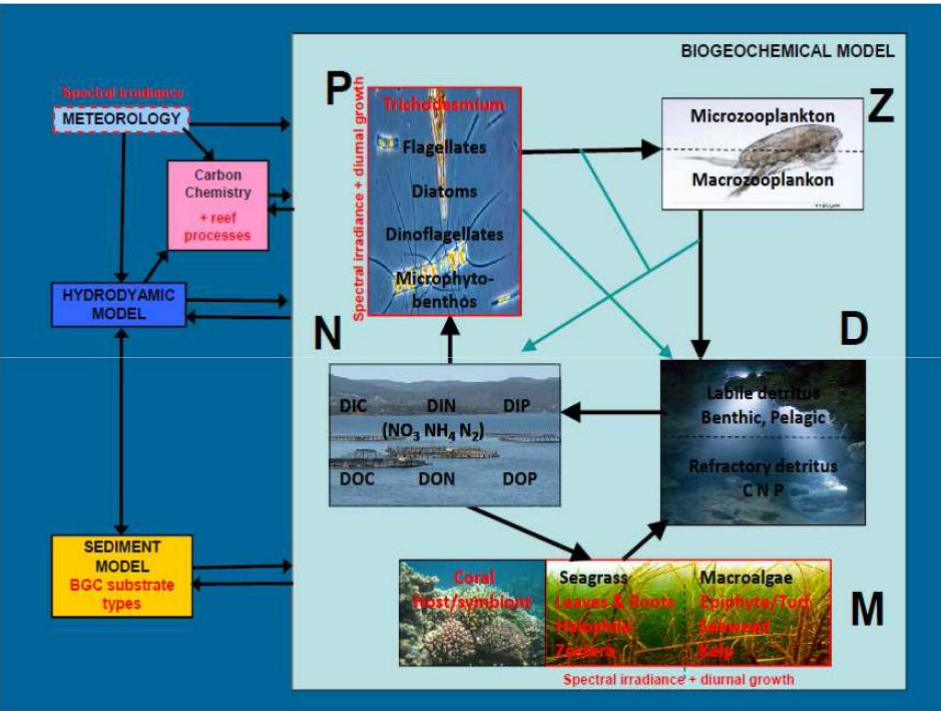 BIOGEOCHEMICAL MODEL
Spectral irradiance
METEOROLOGY
Carbon
Chemistry
+ reef
processes
HYDRODYAMIC
MODEL
SEDIMENT
MODEL
BGC substrate
types
P
Spectral irradiance + diurnal growth
Trichodesmium
Flagellates
Diatoms
Dinoflagellates
Microphyto-
benthos
Z
Microzooplankton
Macrozooplankon
N
DIC DIN DIP
(NO₃ NH₄ N₂)
DOC DON DOP
D
Labile detritus
Benthic, Pelagic
Refractory detritus
C N P
M
Coral
Host/symbiont
Seagrass
Leaves & Roots
Halophila
Zostera
Macroalgae
Epiphyte/Turf
Seaweed
Kelp
Spectral irradiance + diurnal growth